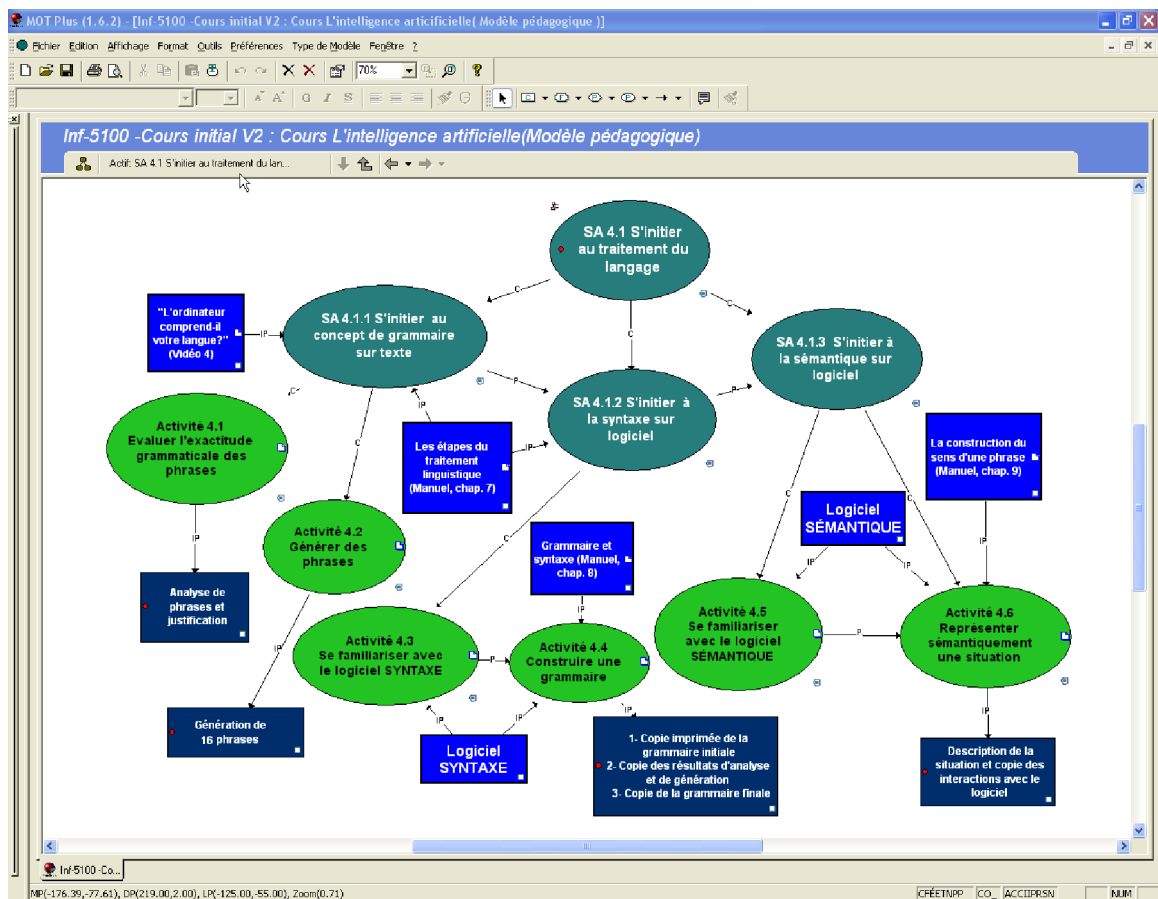 MOT Plus (1.6.2) - [Inf-5100 -Cours initial V2 : Cours L'intelligence articificielle( Modèle pédagogique )]
Fichier Edition Affichage Format Outils Préférences Type de Modèle Fenêtre ?
70%
G I S
Inf-5100 -Cours initial V2 : Cours L'intelligence artificielle(Modèle pédagogique)
Actif: SA 4.1 S'initier au traitement du lan...
SA 4.1 S'initier
au traitement du
langage
C
C
C
"L'ordinateur
comprend-il
votre langue?"
(Vidéo 4)
IP
SA 4.1.1 S'initier au
concept de grammaire
sur texte
P
SA 4.1.2 S'initier à
la syntaxe sur
logiciel
P
SA 4.1.3 S'initier à
la sémantique sur
logiciel
C
C
IP
IP
Les étapes du
traitement
linguistique
(Manuel, chap. 7)
C
C
C
Activité 4.1
Evaluer l'exactitude
grammaticale des
phrases
IP
Analyse de
phrases et
justification
Activité 4.2
Générer des
phrases
IP
Génération de
16 phrases
Activité 4.3
Se familiariser avec
le logiciel SYNTAXE
P
Grammaire et
syntaxe (Manuel,
chap. 8)
IP
Activité 4.4
Construire une
grammaire
IP
IP
Logiciel
SYNTAXE
IP
1- Copie imprimée de la
grammaire initiale
2- Copie des résultats d'analyse
et de génération
3- Copie de la grammaire finale
Logiciel
SÉMANTIQUE
IP
IP
La construction du
sens d'une phrase
(Manuel, chap. 9)
IP
Activité 4.5
Se familiariser
avec le logiciel
SÉMANTIQUE
P
Activité 4.6
Représenter
sémantiquement
une situation
IP
Description de la
situation et copie des
interactions avec le
logiciel
Inf-5100 -Co...
MP(-176.39,-77.61), DP(219.00,2.00), LP(-125.00,-55.00), Zoom(0.71)
CFÉETNPP CO_ ACCIIPRSN NUM